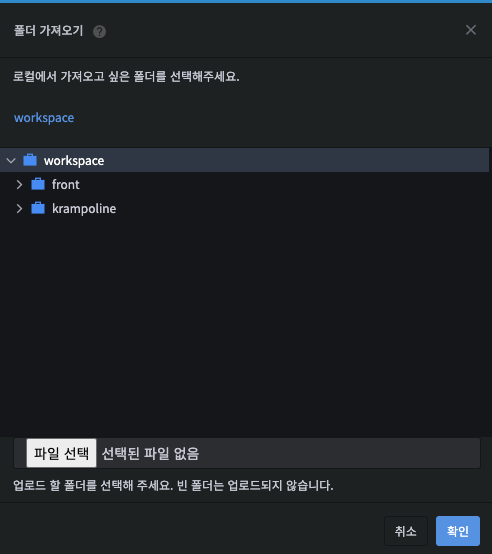 폴더 가져오기 ?
로컬에서 가져오고 싶은 폴더를 선택해주세요.
workspace
workspace
front
krampoline
파일 선택 선택된 파일 없음
업로드 할 폴더를 선택해 주세요. 빈 폴더는 업로드되지 않습니다.
취소 확인